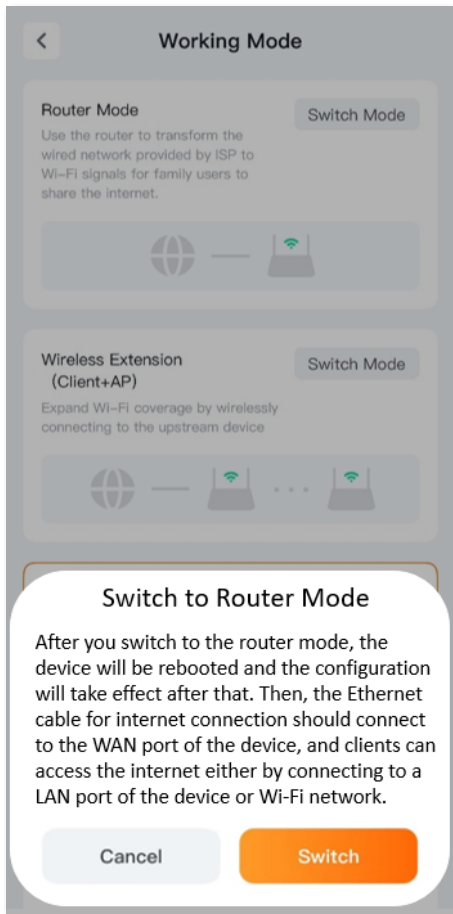 Working Mode
Router Mode
Switch Mode
Use the router to transform the
wired network provided by ISP to
Wi-Fi signals for family users to
share the internet.
Wireless Extension
(Client+AP)
Switch Mode
Expand Wi-Fi coverage by wirelessly
connecting to the upstream device
Switch to Router Mode
After you switch to the router mode, the
device will be rebooted and the configuration
will take effect after that. Then, the Ethernet
cable for internet connection should connect
to the WAN port of the device, and clients can
access the internet either by connecting to a
LAN port of the device or Wi-Fi network.
Cancel
Switch